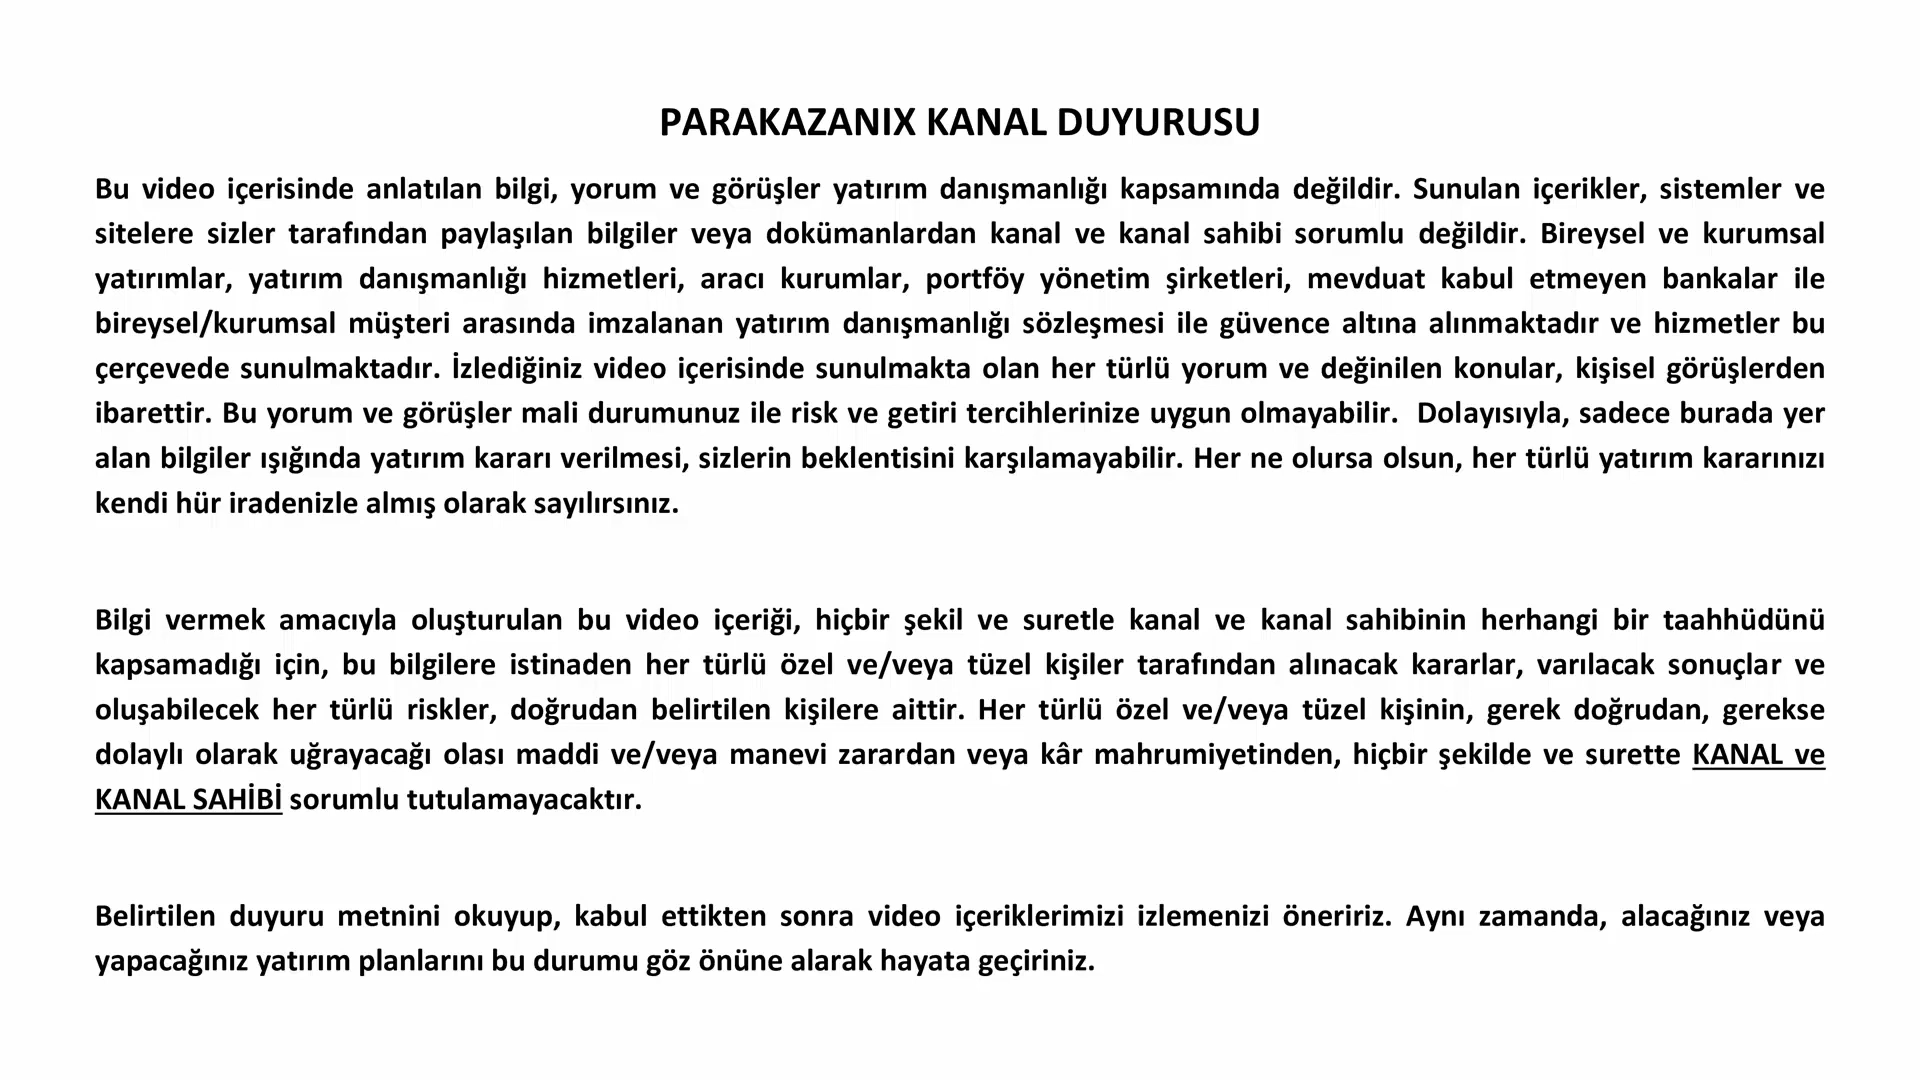 PARAKAZANIX KANAL DUYURUSU
Bu video içerisinde anlatılan bilgi, yorum ve görüşler yatırım danışmanlığı kapsamında değildir. Sunulan içerikler, sistemler ve
sitelere sizler tarafından paylaşılan bilgiler veya dokümanlardan kanal ve kanal sahibi sorumlu değildir. Bireysel ve kurumsal
yatırımlar, yatırım danışmanlığı hizmetleri, aracı kurumlar, portföy yönetim şirketleri, mevduat kabul etmeyen bankalar ile
bireysel/kurumsal müşteri arasında imzalanan yatırım danışmanlığı sözleşmesi ile güvence altına alınmaktadır ve hizmetler bu
çerçevede sunulmaktadır. İzlediğiniz video içerisinde sunulmakta olan her türlü yorum ve değinilen konular, kişisel görüşlerden
ibarettir. Bu yorum ve görüşler mali durumunuz ile risk ve getiri tercihlerinize uygun olmayabilir. Dolayısıyla, sadece burada yer
alan bilgiler ışığında yatırım kararı verilmesi, sizlerin beklentisini karşılamayabilir. Her ne olursa olsun, her türlü yatırım kararınızı
kendi hür iradenizle almış olarak sayılırsınız.
Bilgi vermek amacıyla oluşturulan bu video içeriği, hiçbir şekil ve suretle kanal ve kanal sahibinin herhangi bir taahhüdünü
kapsamadığı için, bu bilgilere istinaden her türlü özel ve/veya tüzel kişiler tarafından alınacak kararlar, varılacak sonuçlar ve
oluşabilecek her türlü riskler, doğrudan belirtilen kişilere aittir. Her türlü özel ve/veya tüzel kişinin, gerek doğrudan, gerekse
dolaylı olarak uğrayacağı olası maddi ve/veya manevi zarardan veya kâr mahrumiyetinden, hiçbir şekilde ve surette KANAL ve
KANAL SAHİBİ sorumlu tutulamayacaktır.
Belirtilen duyuru metnini okuyup, kabul ettikten sonra video içeriklerimizi izlemenizi öneririz. Aynı zamanda, alacağınız veya
yapacağınız yatırım planlarını bu durumu göz önüne alarak hayata geçiriniz.